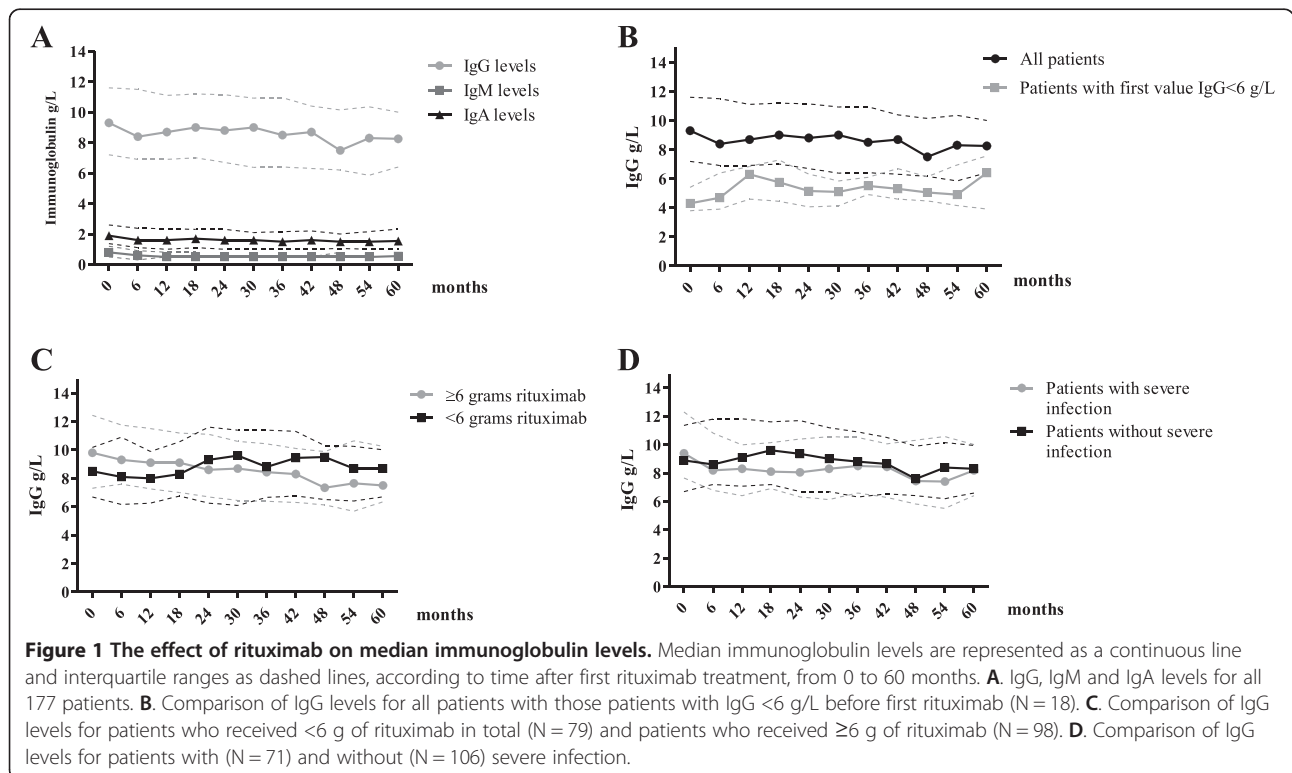 A
Immunoglobulin g/L
14
12
10
8
6
4
2
0
0 6 12 18 24 30 36 42 48 54 60
months
IgG levels
IgM levels
IgA levels
B
IgG g/L
14
12
10
8
6
4
2
0
0 6 12 18 24 30 36 42 48 54 60
months
All patients
Patients with first value IgG<6 g/L
C
IgG g/L
14
12
10
8
6
4
2
0
0 6 12 18 24 30 36 42 48 54 60
months
≥6 grams rituximab
<6 grams rituximab
D
IgG g/L
14
12
10
8
6
4
2
0
0 6 12 18 24 30 36 42 48 54 60
months
Patients with severe
infection
Patients without severe
infection
Figure 1 The effect of rituximab on median immunoglobulin levels. Median immunoglobulin levels are represented as a continuous line
and interquartile ranges as dashed lines, according to time after first rituximab treatment, from 0 to 60 months. A. IgG, IgM and IgA levels for all
177 patients. B. Comparison of IgG levels for all patients with those patients with IgG <6 g/L before first rituximab (N = 18). C. Comparison of IgG
levels for patients who received <6 g of rituximab in total (N = 79) and patients who received ≥6 g of rituximab (N = 98). D. Comparison of IgG
levels for patients with (N = 71) and without (N = 106) severe infection.